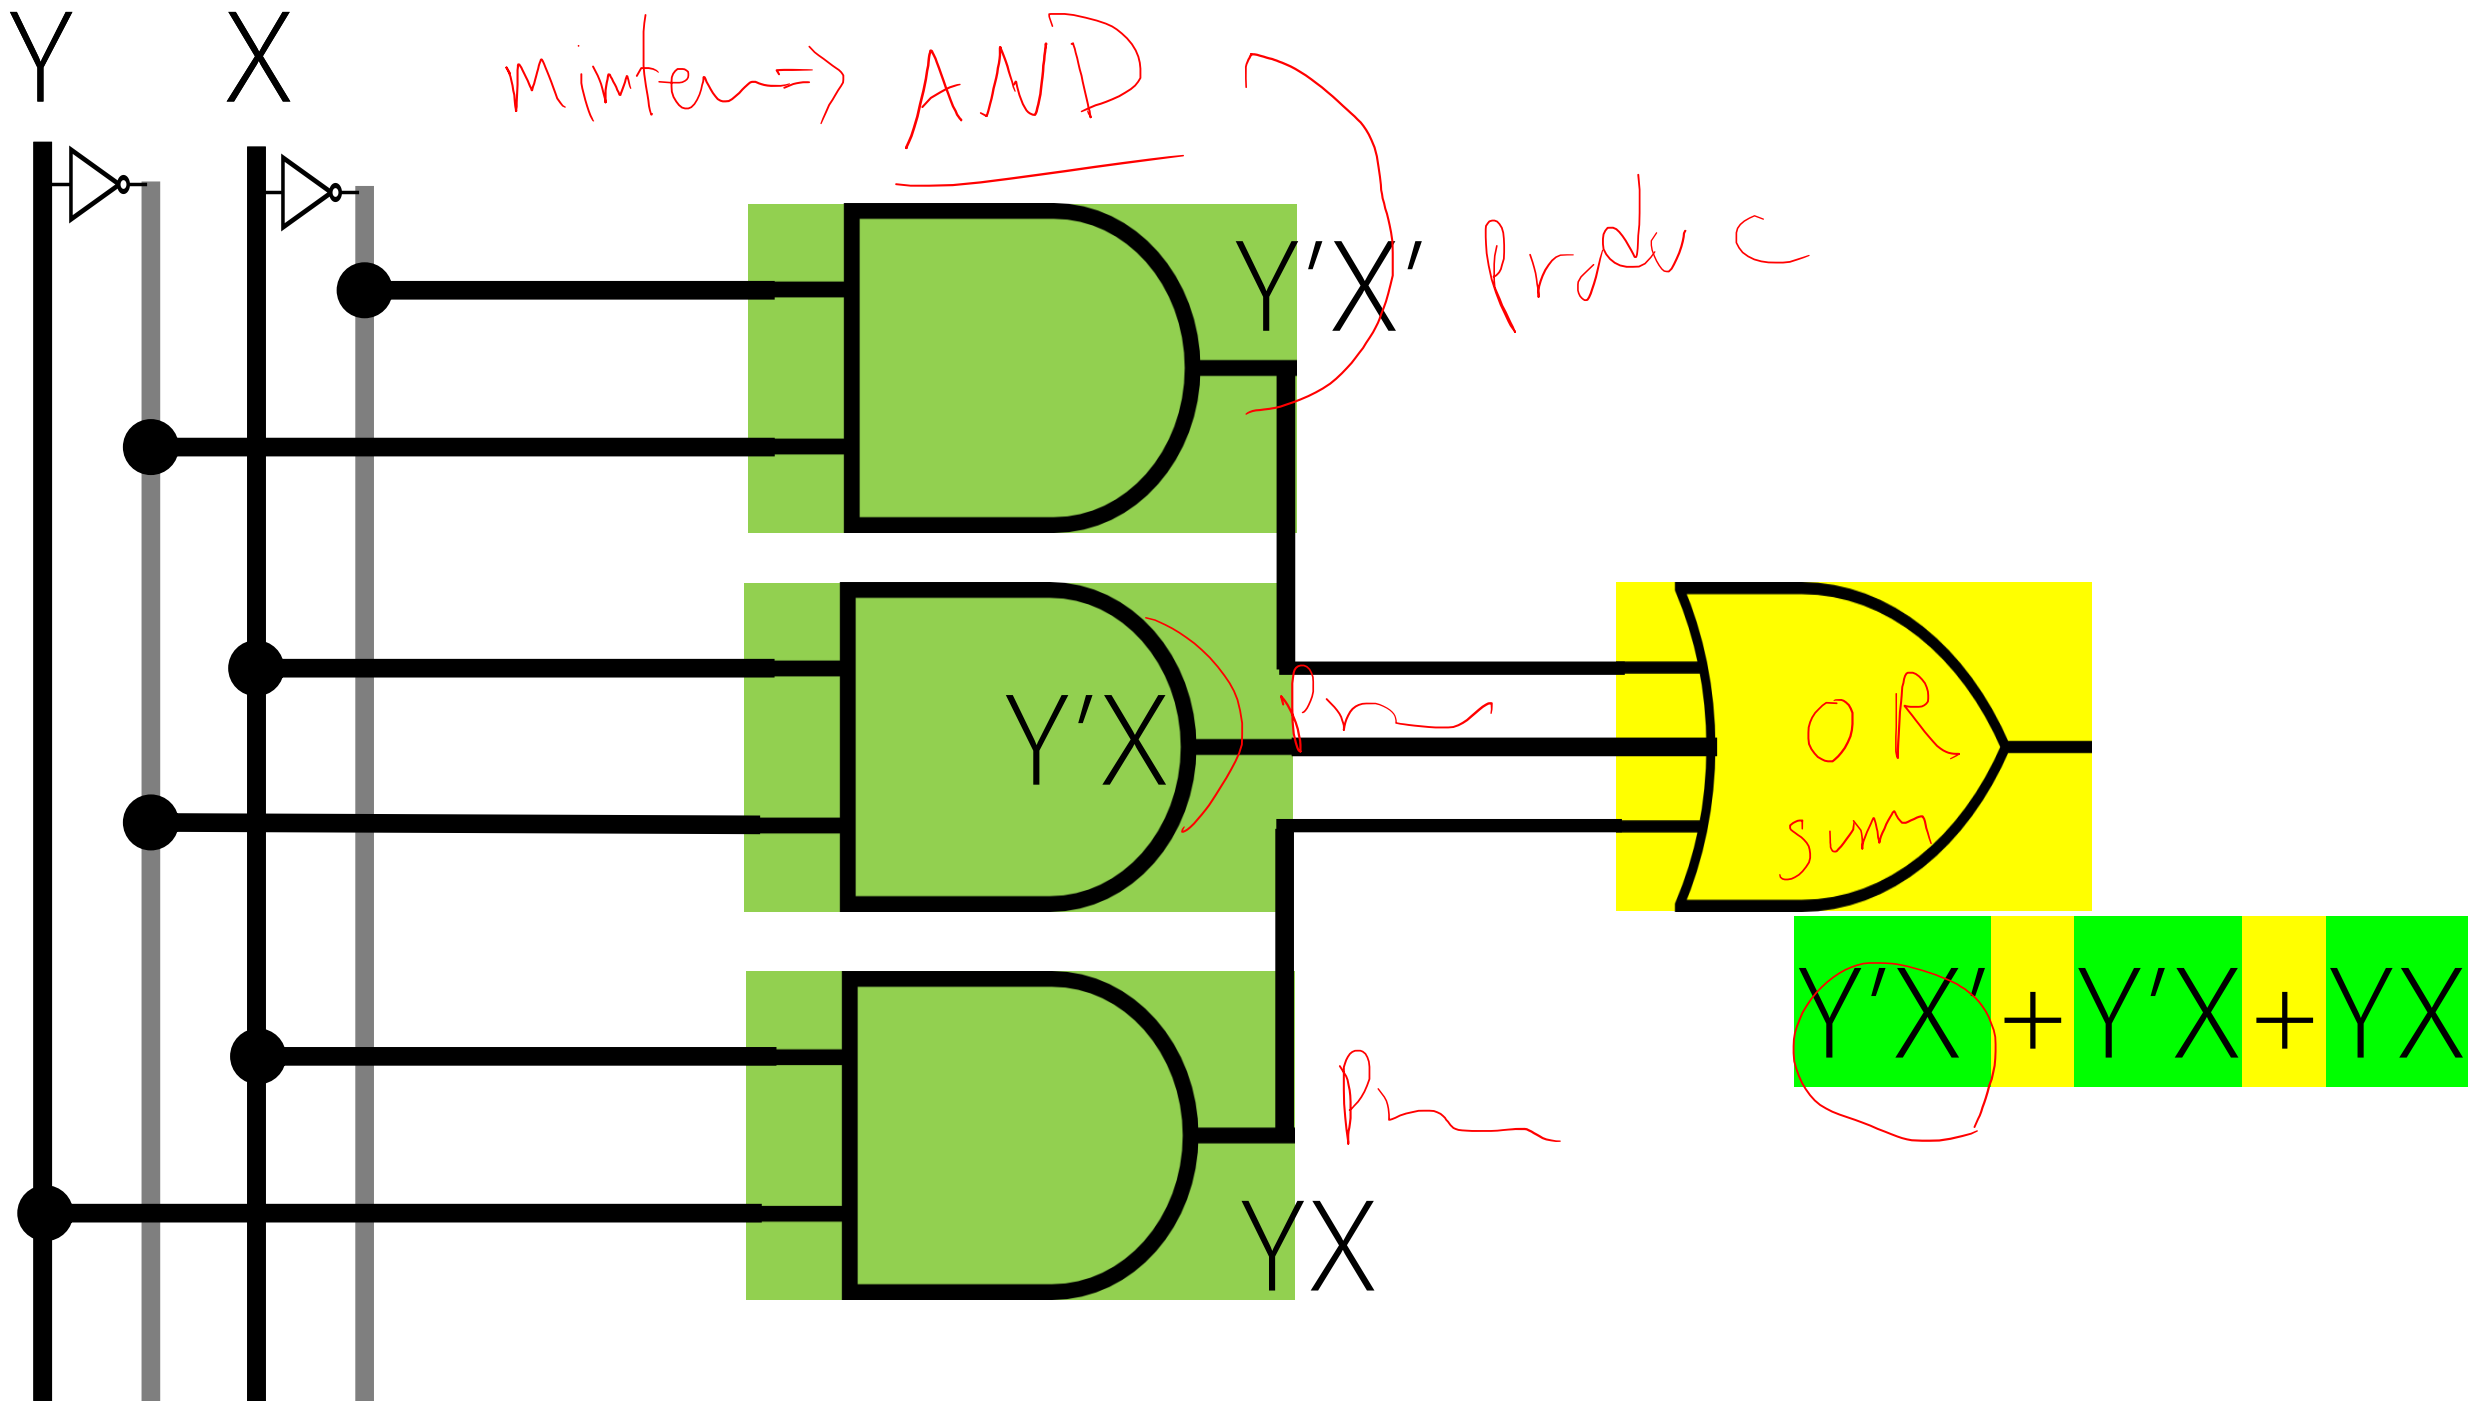 Y X
minterm => AND
Y'X' Produc
Y'X
P
OR
sum
Y'X' + Y'X + YX
P
YX